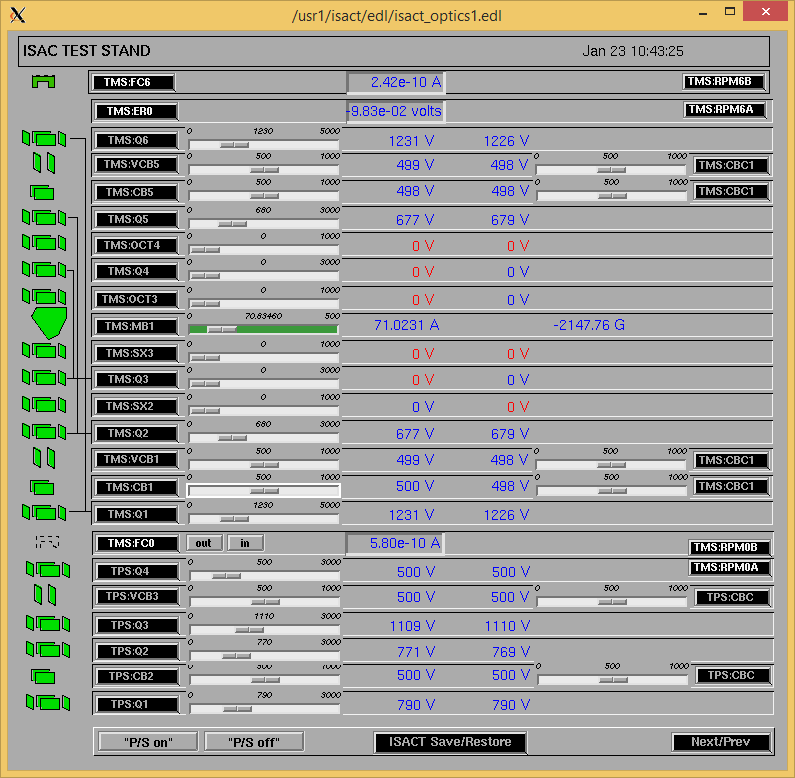 /usr1/isact/edl/isact_optics1.edl
ISAC TEST STAND Jan 23 10:43:25
TMS:FC6 2.42e-10 A TMS:RPM6B
TMS:ER0 -9.83e-02 volts TMS:RPM6A
TMS:Q6 0 1230 5000 1231 V 1226 V
TMS:VCB5 0 500 1000 499 V 498 V 0 500 1000 TMS:CBC1
TMS:CB5 0 500 1000 498 V 498 V 0 500 1000 TMS:CBC1
TMS:Q5 0 680 3000 677 V 679 V
TMS:OCT4 0 0 1000 0 V 0 V
TMS:Q4 0 0 3000 0 V 0 V
TMS:OCT3 0 0 1000 0 V 0 V
TMS:MB1 0 70.83460 500 71.0231 A -2147.76 G
TMS:SX3 0 0 1000 0 V 0 V
TMS:Q3 0 0 3000 0 V 0 V
TMS:SX2 0 0 1000 0 V 0 V
TMS:Q2 0 680 3000 677 V 679 V
TMS:VCB1 0 500 1000 499 V 498 V 0 500 1000 TMS:CBC1
TMS:CB1 0 500 1000 500 V 498 V 0 500 1000 TMS:CBC1
TMS:Q1 0 1230 5000 1231 V 1226 V
TMS:FC0 out in 5.80e-10 A TMS:RPM0B
TPS:Q4 0 500 3000 500 V 500 V TMS:RPM0A
TPS:VCB3 0 500 1000 500 V 500 V 0 500 1000 TPS:CBC
TPS:Q3 0 1110 3000 1109 V 1110 V
TPS:Q2 0 770 3000 771 V 769 V
TPS:CB2 0 500 1000 500 V 500 V 0 500 1000 TPS:CBC
TPS:Q1 0 790 3000 790 V 790 V
"P/S on" "P/S off" ISACT Save/Restore Next/Prev